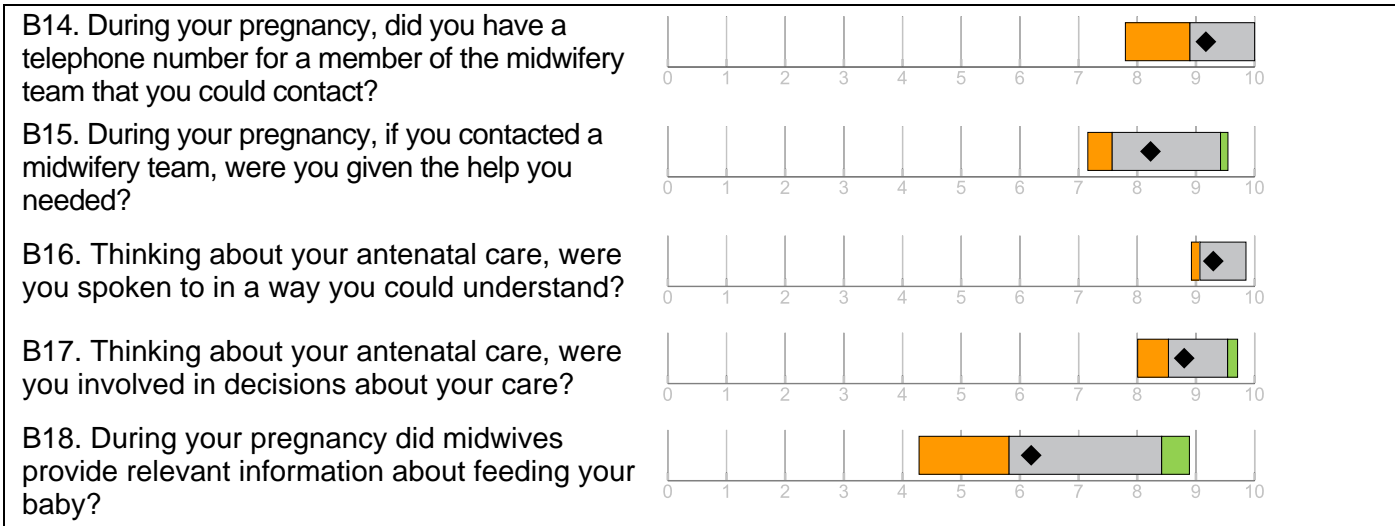 B14. During your pregnancy, did you have a
telephone number for a member of the midwifery
team that you could contact?
0 1 2 3 4 5 6 7 8 9 10
B15. During your pregnancy, if you contacted a
midwifery team, were you given the help you
needed?
0 1 2 3 4 5 6 7 8 9 10
B16. Thinking about your antenatal care, were
you spoken to in a way you could understand?
0 1 2 3 4 5 6 7 8 9 10
B17. Thinking about your antenatal care, were
you involved in decisions about your care?
0 1 2 3 4 5 6 7 8 9 10
B18. During your pregnancy did midwives
provide relevant information about feeding your
baby?
0 1 2 3 4 5 6 7 8 9 10